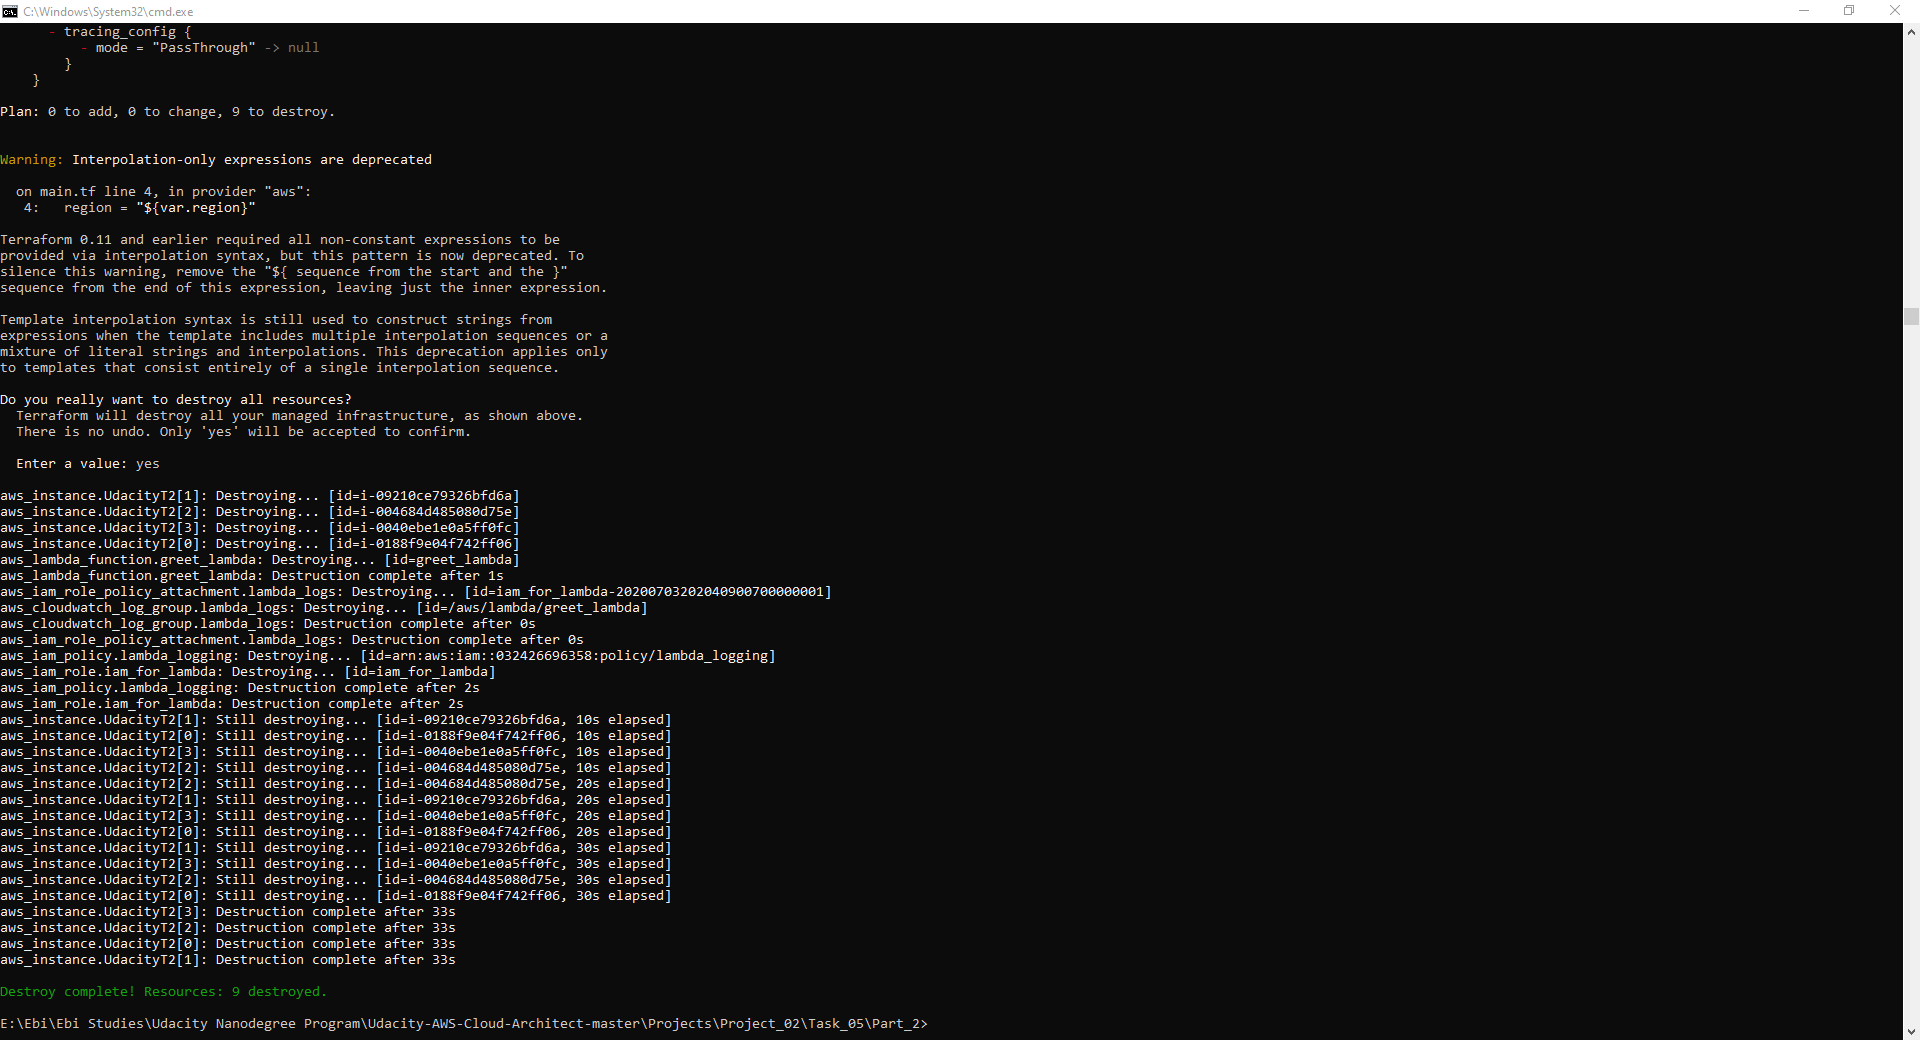 C:\Windows\System32\cmd.exe
      - tracing_config {
          - mode = "PassThrough" -> null
        }
    }

Plan: 0 to add, 0 to change, 9 to destroy.


Warning: Interpolation-only expressions are deprecated

  on main.tf line 4, in provider "aws":
   4:   region = "${var.region}"

Terraform 0.11 and earlier required all non-constant expressions to be
provided via interpolation syntax, but this pattern is now deprecated. To
silence this warning, remove the "${ sequence from the start and the }"
sequence from the end of this expression, leaving just the inner expression.

Template interpolation syntax is still used to construct strings from
expressions when the template includes multiple interpolation sequences or a
mixture of literal strings and interpolations. This deprecation applies only
to templates that consist entirely of a single interpolation sequence.

Do you really want to destroy all resources?
  Terraform will destroy all your managed infrastructure, as shown above.
  There is no undo. Only 'yes' will be accepted to confirm.

  Enter a value: yes

aws_instance.UdacityT2[1]: Destroying... [id=i-09210ce79326bfd6a]
aws_instance.UdacityT2[2]: Destroying... [id=i-004684d485080d75e]
aws_instance.UdacityT2[3]: Destroying... [id=i-0040ebe1e0a5ff0fc]
aws_instance.UdacityT2[0]: Destroying... [id=i-0188f9e04f742ff06]
aws_lambda_function.greet_lambda: Destroying... [id=greet_lambda]
aws_lambda_function.greet_lambda: Destruction complete after 1s
aws_iam_role_policy_attachment.lambda_logs: Destroying... [id=iam_for_lambda-20200703202040900700000001]
aws_cloudwatch_log_group.lambda_logs: Destroying... [id=/aws/lambda/greet_lambda]
aws_cloudwatch_log_group.lambda_logs: Destruction complete after 0s
aws_iam_role_policy_attachment.lambda_logs: Destruction complete after 0s
aws_iam_policy.lambda_logging: Destroying... [id=arn:aws:iam::032426696358:policy/lambda_logging]
aws_iam_role.iam_for_lambda: Destroying... [id=iam_for_lambda]
aws_iam_policy.lambda_logging: Destruction complete after 2s
aws_iam_role.iam_for_lambda: Destruction complete after 2s
aws_instance.UdacityT2[1]: Still destroying... [id=i-09210ce79326bfd6a, 10s elapsed]
aws_instance.UdacityT2[0]: Still destroying... [id=i-0188f9e04f742ff06, 10s elapsed]
aws_instance.UdacityT2[3]: Still destroying... [id=i-0040ebe1e0a5ff0fc, 10s elapsed]
aws_instance.UdacityT2[2]: Still destroying... [id=i-004684d485080d75e, 10s elapsed]
aws_instance.UdacityT2[2]: Still destroying... [id=i-004684d485080d75e, 20s elapsed]
aws_instance.UdacityT2[1]: Still destroying... [id=i-09210ce79326bfd6a, 20s elapsed]
aws_instance.UdacityT2[3]: Still destroying... [id=i-0040ebe1e0a5ff0fc, 20s elapsed]
aws_instance.UdacityT2[0]: Still destroying... [id=i-0188f9e04f742ff06, 20s elapsed]
aws_instance.UdacityT2[1]: Still destroying... [id=i-09210ce79326bfd6a, 30s elapsed]
aws_instance.UdacityT2[3]: Still destroying... [id=i-0040ebe1e0a5ff0fc, 30s elapsed]
aws_instance.UdacityT2[2]: Still destroying... [id=i-004684d485080d75e, 30s elapsed]
aws_instance.UdacityT2[0]: Still destroying... [id=i-0188f9e04f742ff06, 30s elapsed]
aws_instance.UdacityT2[3]: Destruction complete after 33s
aws_instance.UdacityT2[2]: Destruction complete after 33s
aws_instance.UdacityT2[0]: Destruction complete after 33s
aws_instance.UdacityT2[1]: Destruction complete after 33s

Destroy complete! Resources: 9 destroyed.

E:\Ebi\Ebi Studies\Udacity Nanodegree Program\Udacity-AWS-Cloud-Architect-master\Projects\Project_02\Task_05\Part_2>